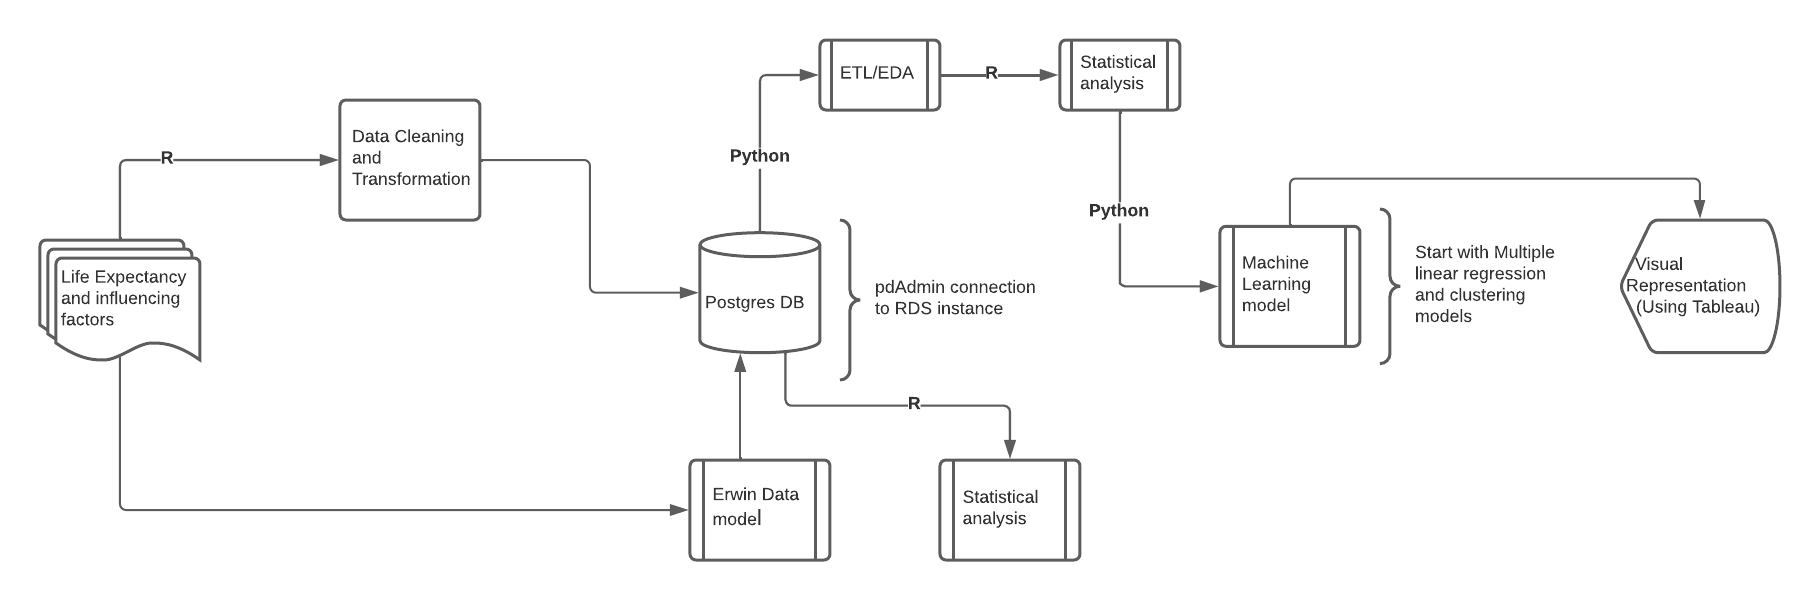 ETL/EDA
R
Statistical
analysis
Data Cleaning
and
Transformation
R
Python
Python
Life Expectancy
and influencing
factors
Postgres DB
pdAdmin connection
to RDS instance
Machine
Learning
model
Start with Multiple
linear regression
and clustering
models
Visual
Representation
(Using Tableau)
R
Erwin Data
model
Statistical
analysis